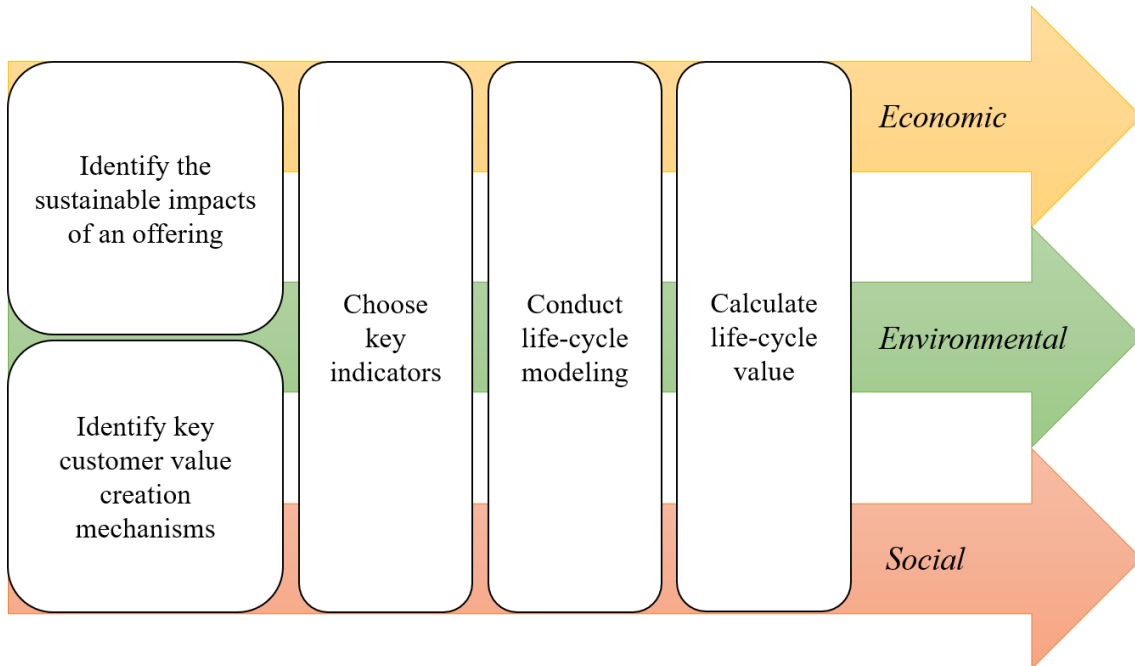 Identify the
sustainable impacts
of an offering
Identify key
customer value
creation
mechanisms
Choose
key
indicators
Conduct
life-cycle
modeling
Calculate
life-cycle
value
Economic
Environmental
Social